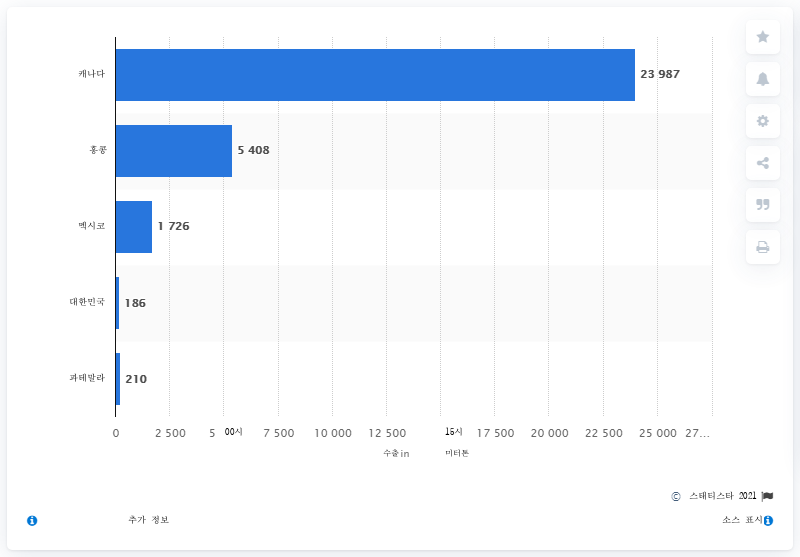 캐나다
23 987
홍콩
5 408
멕시코
1 726
대한민국
186
과테말라
210
0 2 500 5 00시 7 500 10 000 12 500 15시 17 500 20 000 22 500 25 000 27...
수출in 미터톤
© 스태티스타 2021
추가 정보 소스 표시